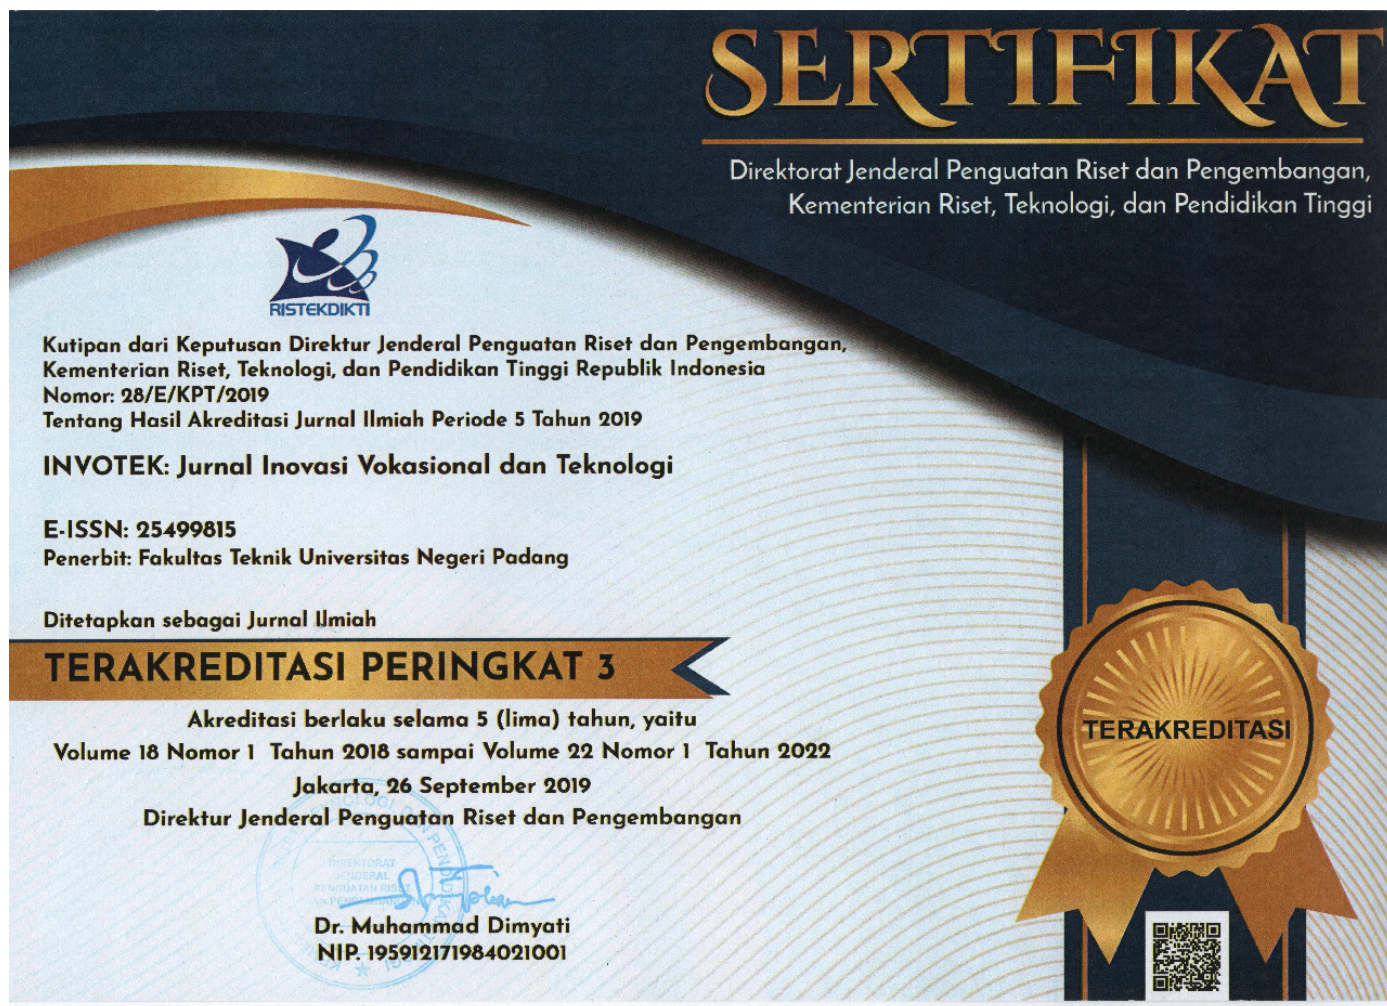 SERTIFIKAT
Direktorat Jenderal Penguatan Riset dan Pengembangan,
Kementerian Riset, Teknologi, dan Pendidikan Tinggi
RISTEKDIKTI
Kutipan dari Keputusan Direktur Jenderal Penguatan Riset dan Pengembangan,
Kementerian Riset, Teknologi, dan Pendidikan Tinggi Republik Indonesia
Nomor: 28/E/KPT/2019
Tentang Hasil Akreditasi Jurnal Ilmiah Periode 5 Tahun 2019
INVOTEK: Jurnal Inovasi Vokasional dan Teknologi
E-ISSN: 25499815
Penerbit: Fakultas Teknik Universitas Negeri Padang
Ditetapkan sebagai Jurnal Ilmiah
TERAKREDITASI PERINGKAT 3
Akreditasi berlaku selama 5 (lima) tahun, yaitu
Volume 18 Nomor 1 Tahun 2018 sampai Volume 22 Nomor 1 Tahun 2022
Jakarta, 26 September 2019
Direktur Jenderal Penguatan Riset dan Pengembangan
DIREKTORAT
JENDERAL
PENGUATAN RISET
Dr. Muhammad Dimyati
NIP. 195912171984021001
TERAKREDITASI